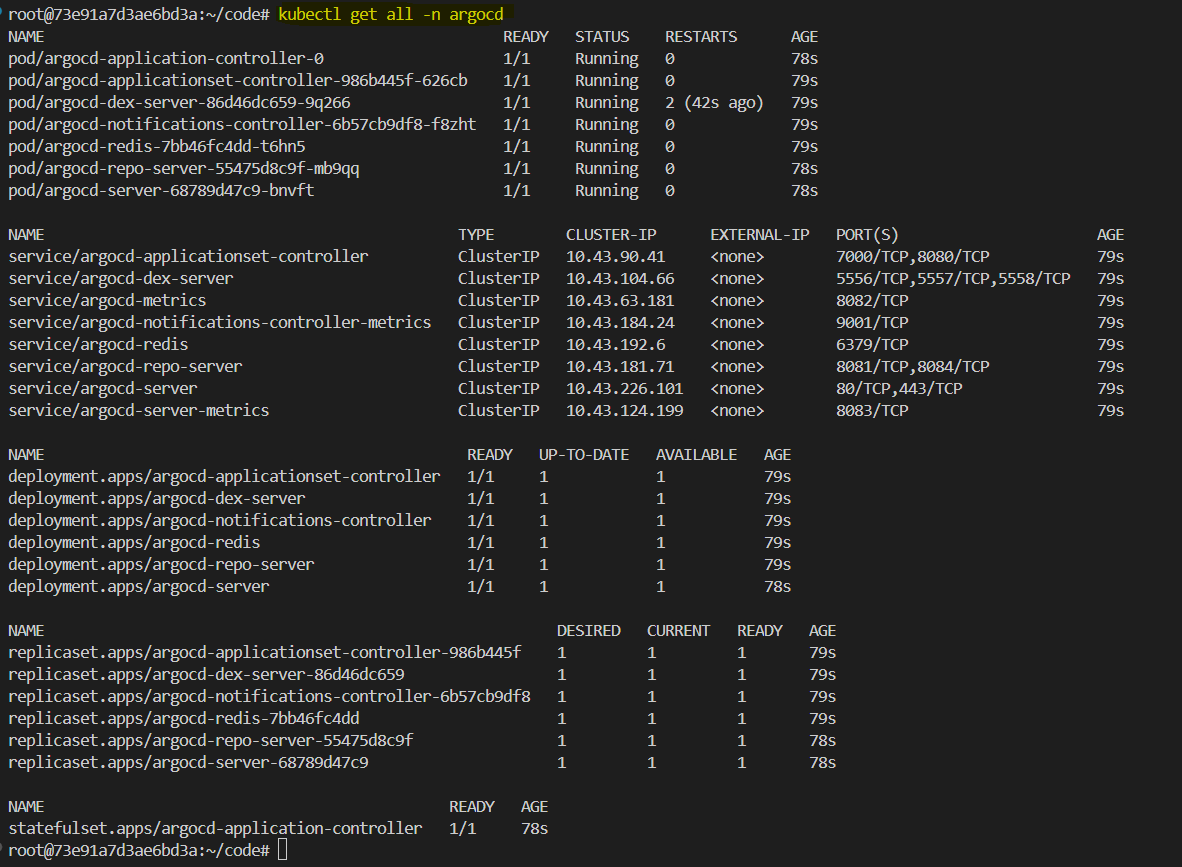 root@73e91a7d3ae6bd3a:~/code# kubectl get all -n argocd
NAME READY STATUS RESTARTS AGE
pod/argocd-application-controller-0 1/1 Running 0 78s
pod/argocd-applicationset-controller-986b445f-626cb 1/1 Running 0 79s
pod/argocd-dex-server-86d46dc659-9q266 1/1 Running 2 (42s ago) 79s
pod/argocd-notifications-controller-6b57cb9df8-f8zht 1/1 Running 0 79s
pod/argocd-redis-7bb46fc4dd-t6hn5 1/1 Running 0 79s
pod/argocd-repo-server-55475d8c9f-mb9qq 1/1 Running 0 78s
pod/argocd-server-68789d47c9-bnvft 1/1 Running 0 78s
NAME TYPE CLUSTER-IP EXTERNAL-IP PORT(S) AGE
service/argocd-applicationset-controller ClusterIP 10.43.90.41 <none> 7000/TCP,8080/TCP 79s
service/argocd-dex-server ClusterIP 10.43.104.66 <none> 5556/TCP,5557/TCP,5558/TCP 79s
service/argocd-metrics ClusterIP 10.43.63.181 <none> 8082/TCP 79s
service/argocd-notifications-controller-metrics ClusterIP 10.43.184.24 <none> 9001/TCP 79s
service/argocd-redis ClusterIP 10.43.192.6 <none> 6379/TCP 79s
service/argocd-repo-server ClusterIP 10.43.181.71 <none> 8081/TCP,8084/TCP 79s
service/argocd-server ClusterIP 10.43.226.101 <none> 80/TCP,443/TCP 79s
service/argocd-server-metrics ClusterIP 10.43.124.199 <none> 8083/TCP 79s
NAME READY UP-TO-DATE AVAILABLE AGE
deployment.apps/argocd-applicationset-controller 1/1 1 1 79s
deployment.apps/argocd-dex-server 1/1 1 1 79s
deployment.apps/argocd-notifications-controller 1/1 1 1 79s
deployment.apps/argocd-redis 1/1 1 1 79s
deployment.apps/argocd-repo-server 1/1 1 1 79s
deployment.apps/argocd-server 1/1 1 1 78s
NAME DESIRED CURRENT READY AGE
replicaset.apps/argocd-applicationset-controller-986b445f 1 1 1 79s
replicaset.apps/argocd-dex-server-86d46dc659 1 1 1 79s
replicaset.apps/argocd-notifications-controller-6b57cb9df8 1 1 1 79s
replicaset.apps/argocd-redis-7bb46fc4dd 1 1 1 79s
replicaset.apps/argocd-repo-server-55475d8c9f 1 1 1 78s
replicaset.apps/argocd-server-68789d47c9 1 1 1 78s
NAME READY AGE
statefulset.apps/argocd-application-controller 1/1 78s
root@73e91a7d3ae6bd3a:~/code#